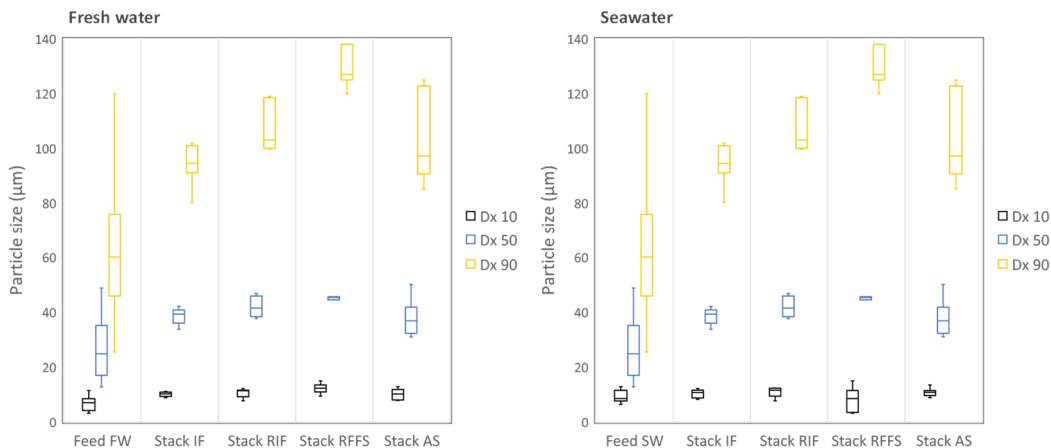 Fresh water
140
120
100
80
60
40
20
0
Particle size (µm)
Feed FW Stack IF Stack RIF Stack RFFS Stack AS
Dx 10
Dx 50
Dx 90
Seawater
140
120
100
80
60
40
20
0
Particle size (µm)
Feed SW Stack IF Stack RIF Stack RFFS Stack AS
Dx 10
Dx 50
Dx 90